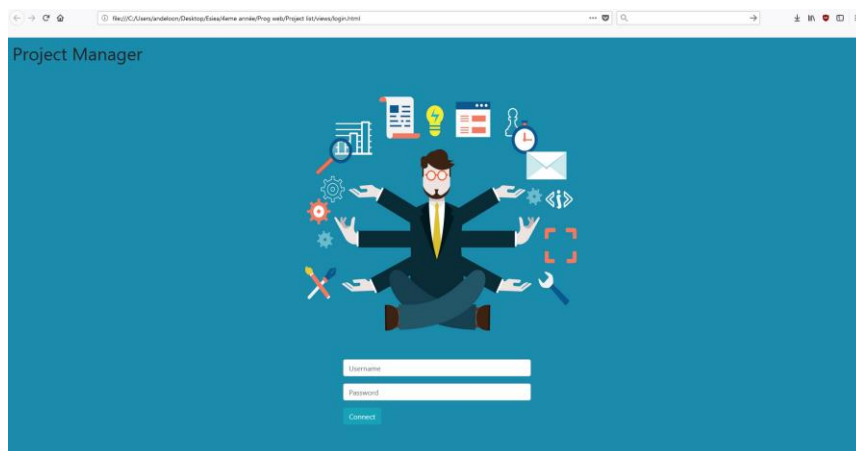 file:///C:/Users/andeloon/Desktop/Esiea/4eme année/Prog web/Project list/views/login.html
Project Manager
Username
Password
Connect